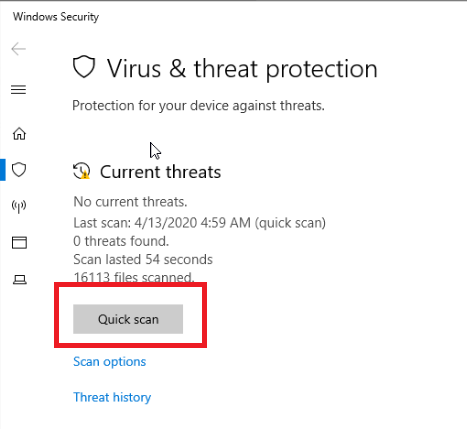 Windows Security
Virus & threat protection
Protection for your device against threats.
Current threats
No current threats.
Last scan: 4/13/2020 4:59 AM (quick scan)
0 threats found.
Scan lasted 54 seconds
16113 files scanned.
Quick scan
Scan options
Threat history